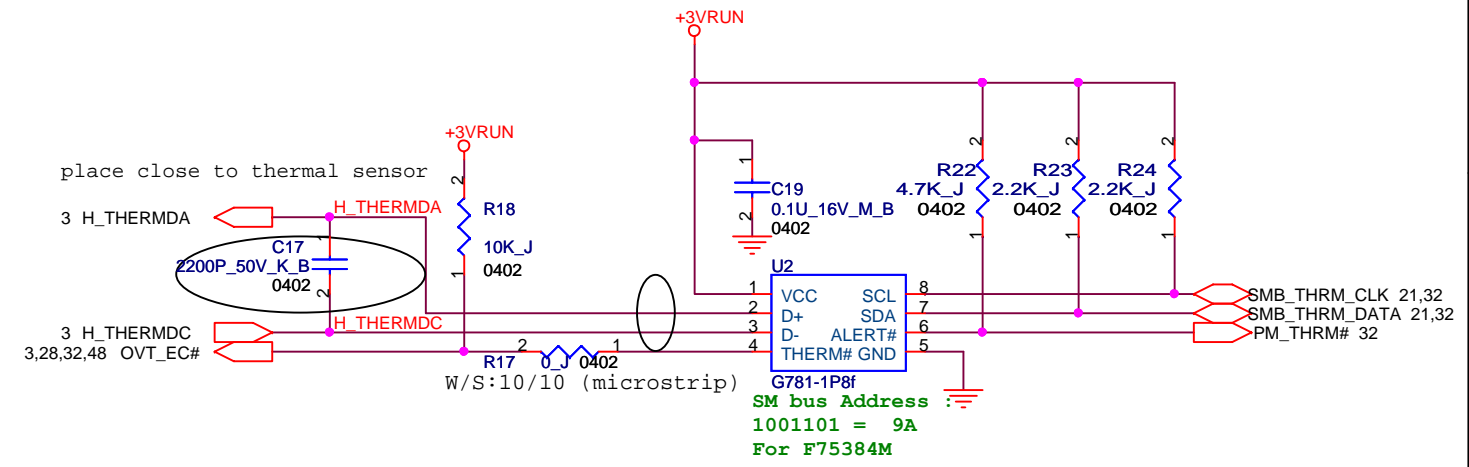 +3VRUN
+3VRUN
place close to thermal sensor
3 H_THERMDA
H_THERMDA
1
C17
2200P_50V_K_B
0402
2
3 H_THERMDC
H_THERMDC
3,28,32,48 OVT_EC#
2
R18
10K_J
0402
1
2 1
R17 0_J 0402
W/S:10/10 (microstrip)
1
C19
0.1U_16V_M_B
2
0402
2 2 2
R22 R23 R24
4.7K_J 2.2K_J 2.2K_J
0402 0402 0402
1 1 1
U2
1 VCC SCL 8
2 D+ SDA 7
3 D- ALERT# 6
4 THERM# GND 5
G781-1P8f
SMB_THRM_CLK 21,32
SMB_THRM_DATA 21,32
PM_THRM# 32
SM bus Address :
1001101 = 9A
For F75384M